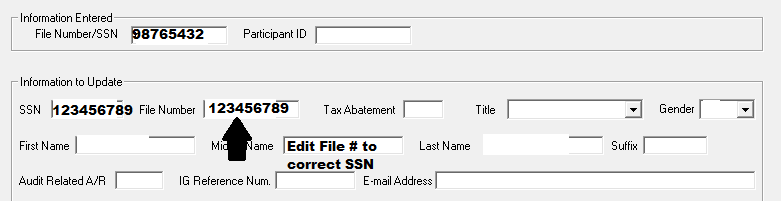 Information Entered
File Number/SSN 98765432 Participant ID
Information to Update
SSN 123456789 File Number 123456789 Tax Abatement Title Gender
First Name Name Edit File # to Last Name Suffix
correct SSN
Audit Related A/R IG Reference Num. E-mail Address